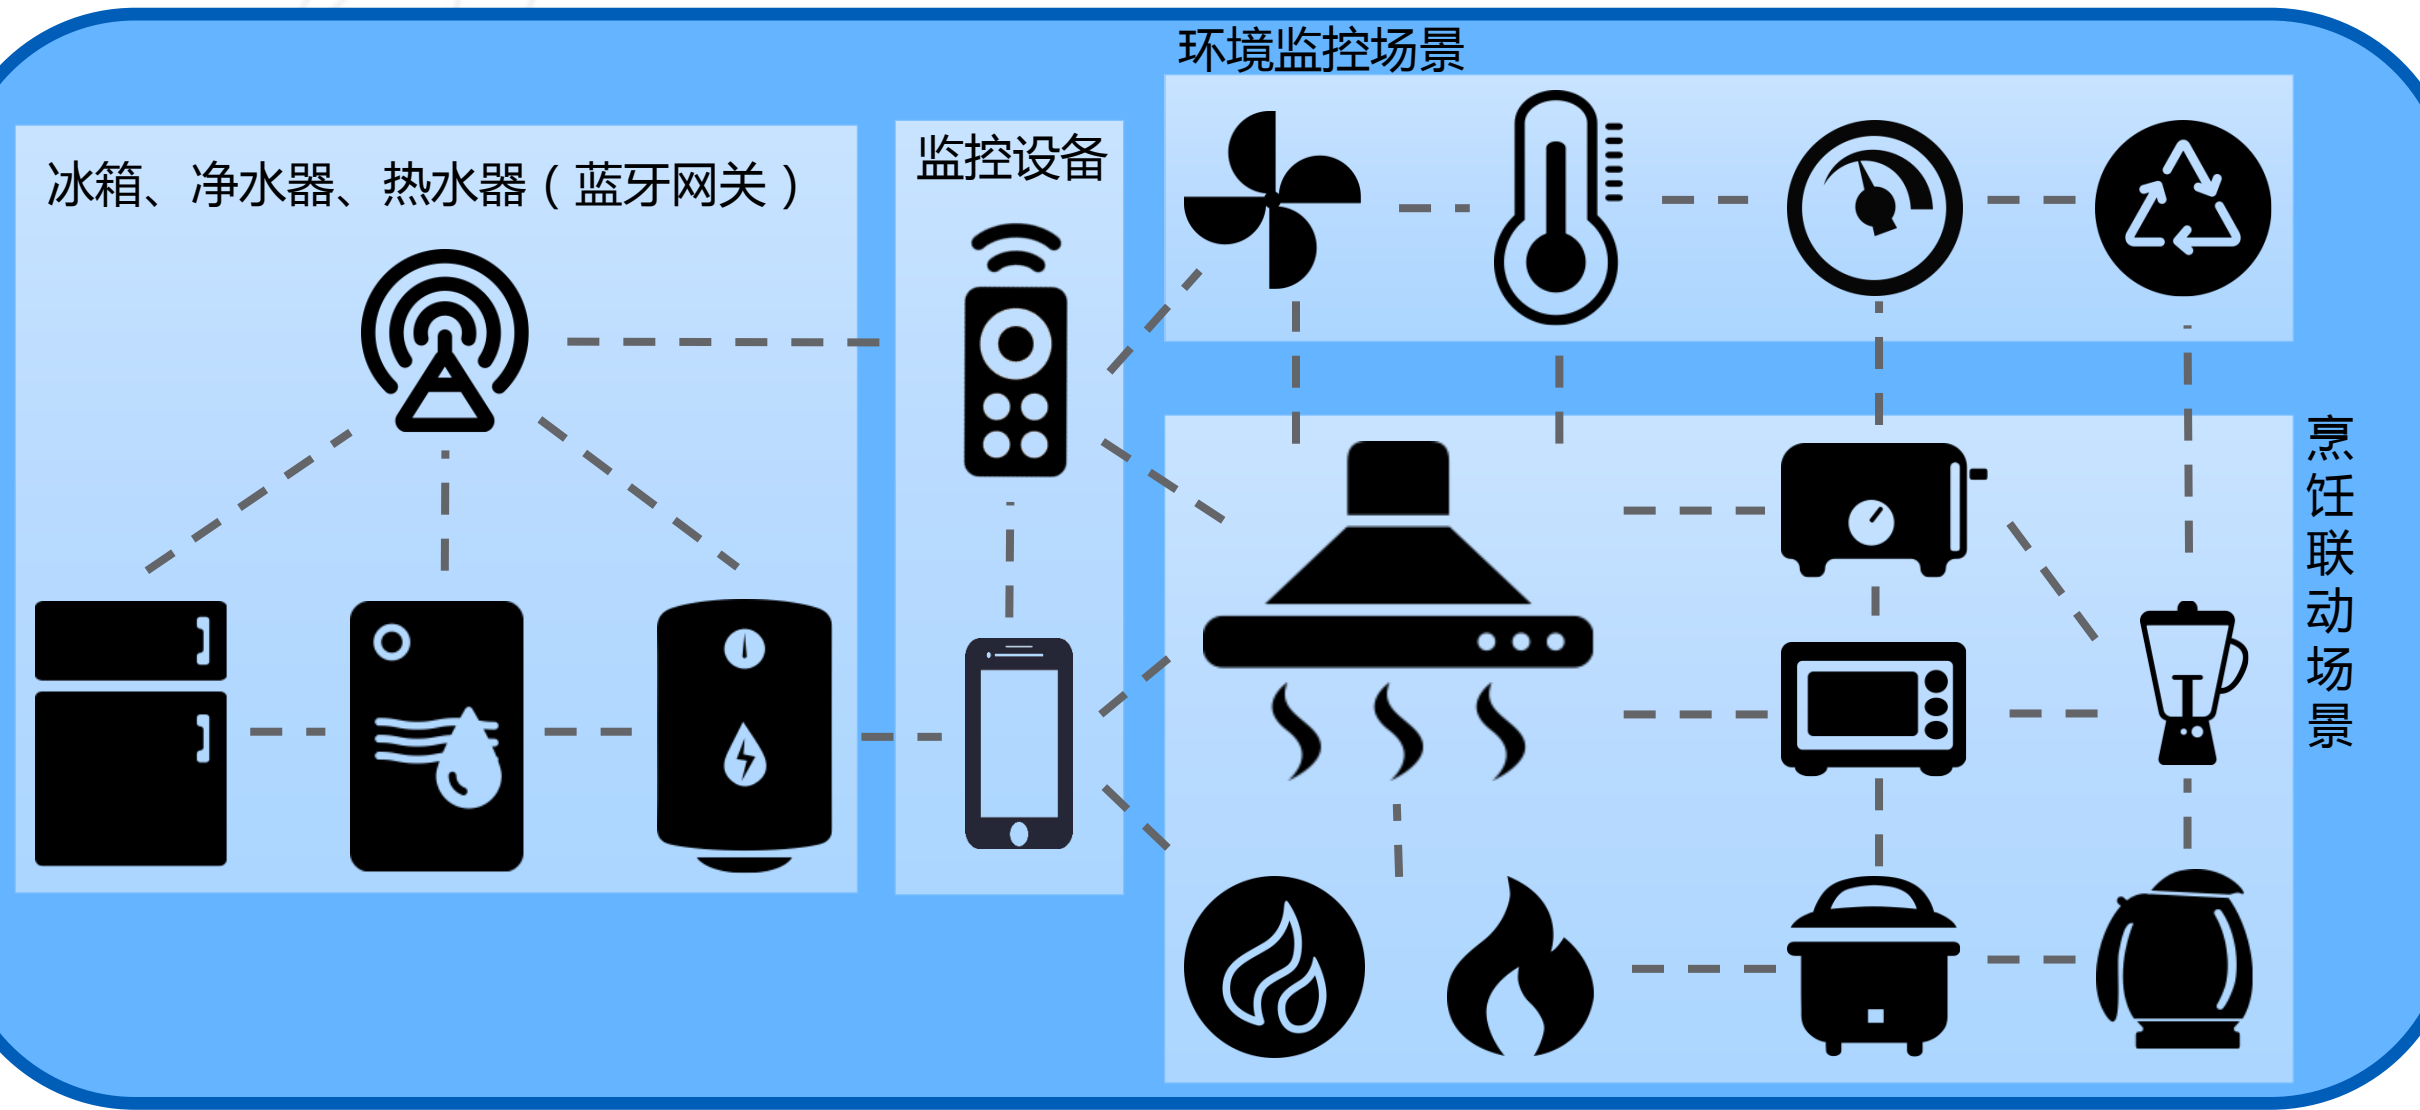 环境监控场景
冰箱、净水器、热水器（蓝牙网关）
监控设备
烹饪联动场景